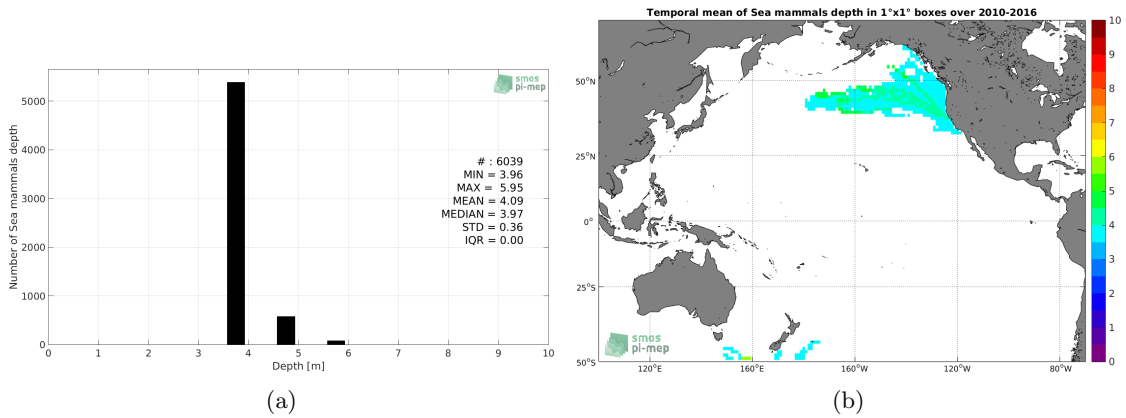 smos
pi-mep
Number of Sea mammals depth
5000
4000
3000
2000
1000
0
# : 6039
MIN = 3.96
MAX = 5.95
MEAN = 4.09
MEDIAN = 3.97
STD = 0.36
IQR = 0.00
0 1 2 3 4 5 6 7 8 9 10
Depth [m]
(a)
Temporal mean of Sea mammals depth in 1°x1° boxes over 2010-2016
50°N
25°N
0°
25°S
50°S
120°E 160°E 160°W 120°W 80°W
smos
pi-mep
10
9
8
7
6
5
4
3
2
1
0
(b)